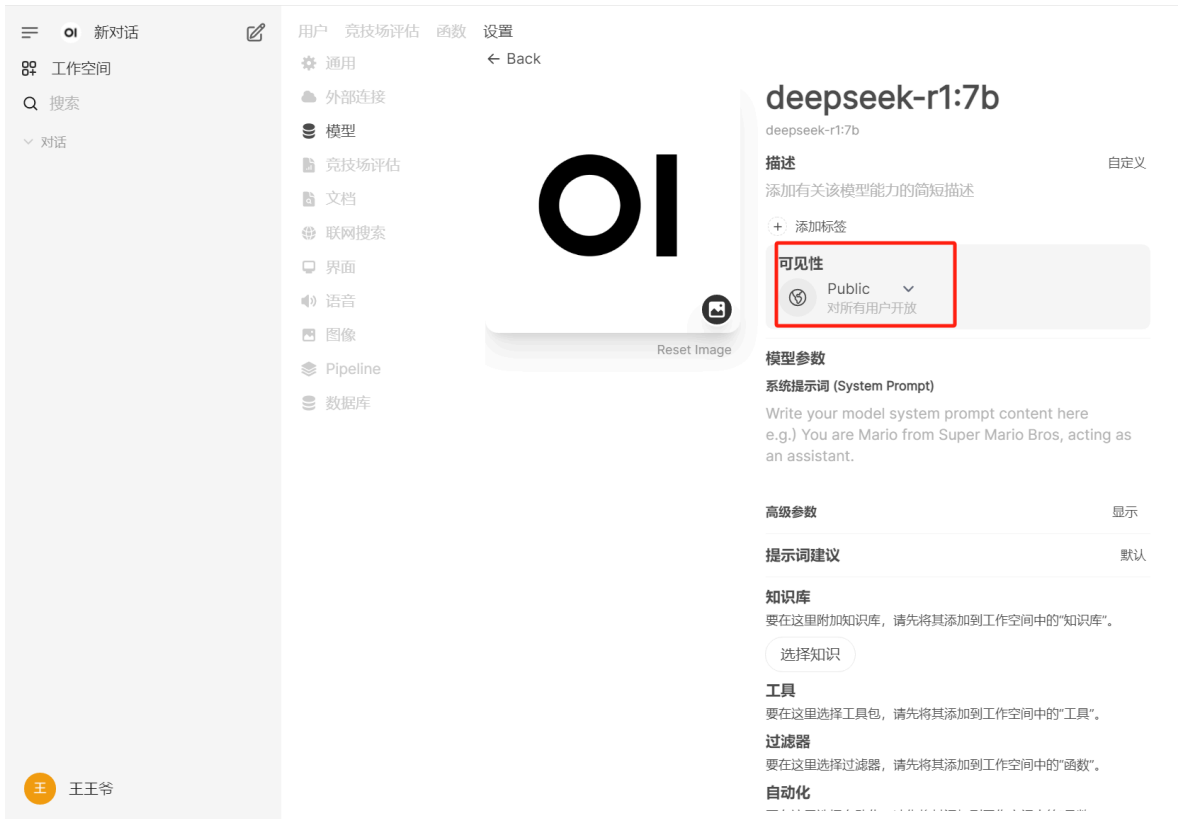 OI 新对话
工作空间
搜索
对话
王 王王爷
用户 竞技场评估 函数 设置
通用
外部连接
模型
竞技场评估
文档
联网搜索
界面
语音
图像
Pipeline
数据库
← Back
OI
Reset Image
deepseek-r1:7b
deepseek-r1:7b
描述 自定义
添加有关该模型能力的简短描述
+ 添加标签
可见性
Public
对所有用户开放
模型参数
系统提示词 (System Prompt)
Write your model system prompt content here
e.g.) You are Mario from Super Mario Bros, acting as
an assistant.
高级参数 显示
提示词建议 默认
知识库
要在这里附加知识库，请先将其添加到工作空间中的“知识库”。
选择知识
工具
要在这里选择工具包，请先将其添加到工作空间中的“工具”。
过滤器
要在这里选择过滤器，请先将其添加到工作空间中的“函数”。
自动化